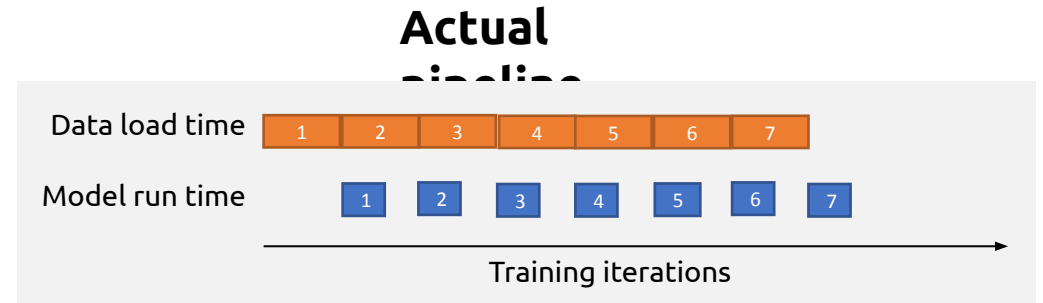 Actual
pipeline
Data load time 1 2 3 4 5 6 7
Model run time 1 2 3 4 5 6 7
Training iterations